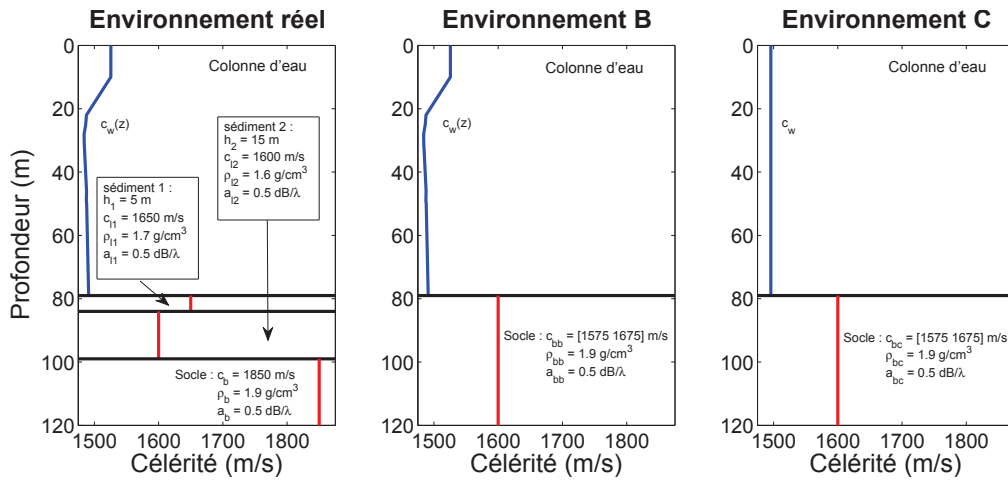 Environnement réel
Colonne d'eau
c_w(z)
sédiment 1 :
h_1 = 5 m
c_l1 = 1650 m/s
ρ_l1 = 1.7 g/cm³
a_l1 = 0.5 dB/λ
sédiment 2 :
h_2 = 15 m
c_l2 = 1600 m/s
ρ_l2 = 1.6 g/cm³
a_l2 = 0.5 dB/λ
Socle : c_b = 1850 m/s
ρ_b = 1.9 g/cm³
a_b = 0.5 dB/λ
Profondeur (m)
0
20
40
60
80
100
120
1500 1600 1700 1800
Célérité (m/s)
Environnement B
Colonne d'eau
c_w(z)
Socle : c_bb = [1575 1675] m/s
ρ_bb = 1.9 g/cm³
a_bb = 0.5 dB/λ
0
20
40
60
80
100
120
1500 1600 1700 1800
Célérité (m/s)
Environnement C
Colonne d'eau
c_w
Socle : c_bc = [1575 1675] m/s
ρ_bc = 1.9 g/cm³
a_bc = 0.5 dB/λ
0
20
40
60
80
100
120
1500 1600 1700 1800
Célérité (m/s)